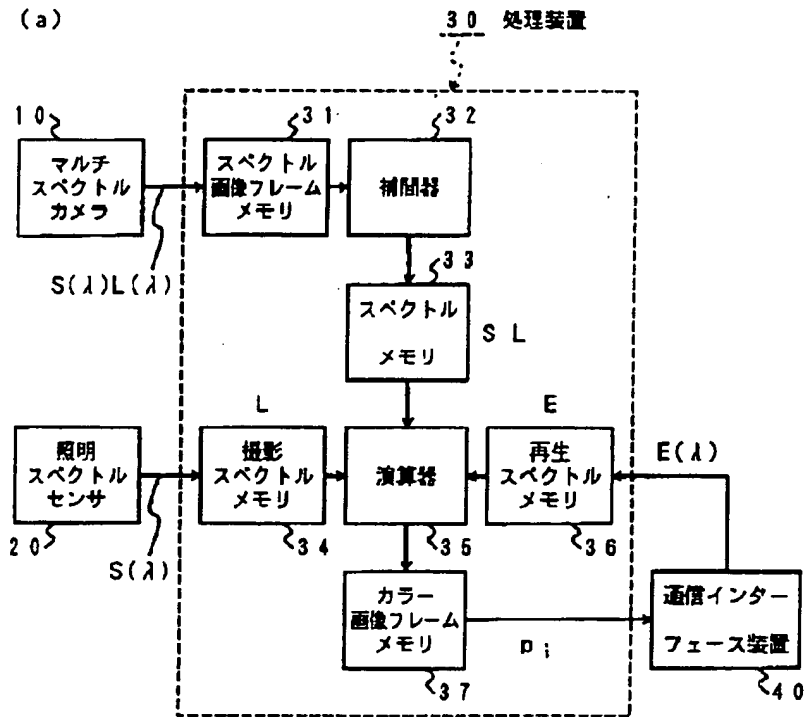 (a)
30 処理装置
10
31
32
マルチ
スペクトル
カメラ
スペクトル
画像フレーム
メモリ
補間器
S(λ)L(λ)
33
スペクトル
メモリ
SL
L
E
照明
スペクトル
センサ
撮影
スペクトル
メモリ
演算器
再生
スペクトル
メモリ
E(λ)
20
S(λ)
34
35
36
カラー
画像フレーム
メモリ
pi
通信インター
フェース装置
37
40